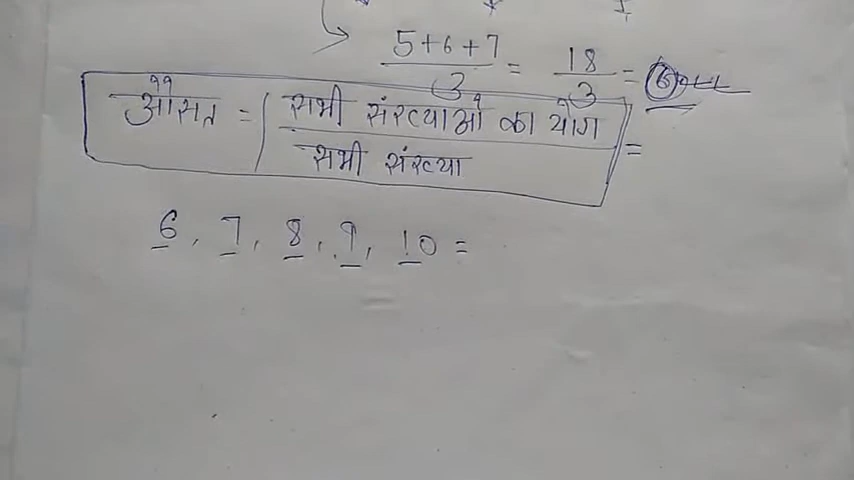 5+6+7/3 = 18/3 = 6
औसत = सभी संख्याओं का योग / सभी संख्या =
6, 7, 8, 9, 10 =